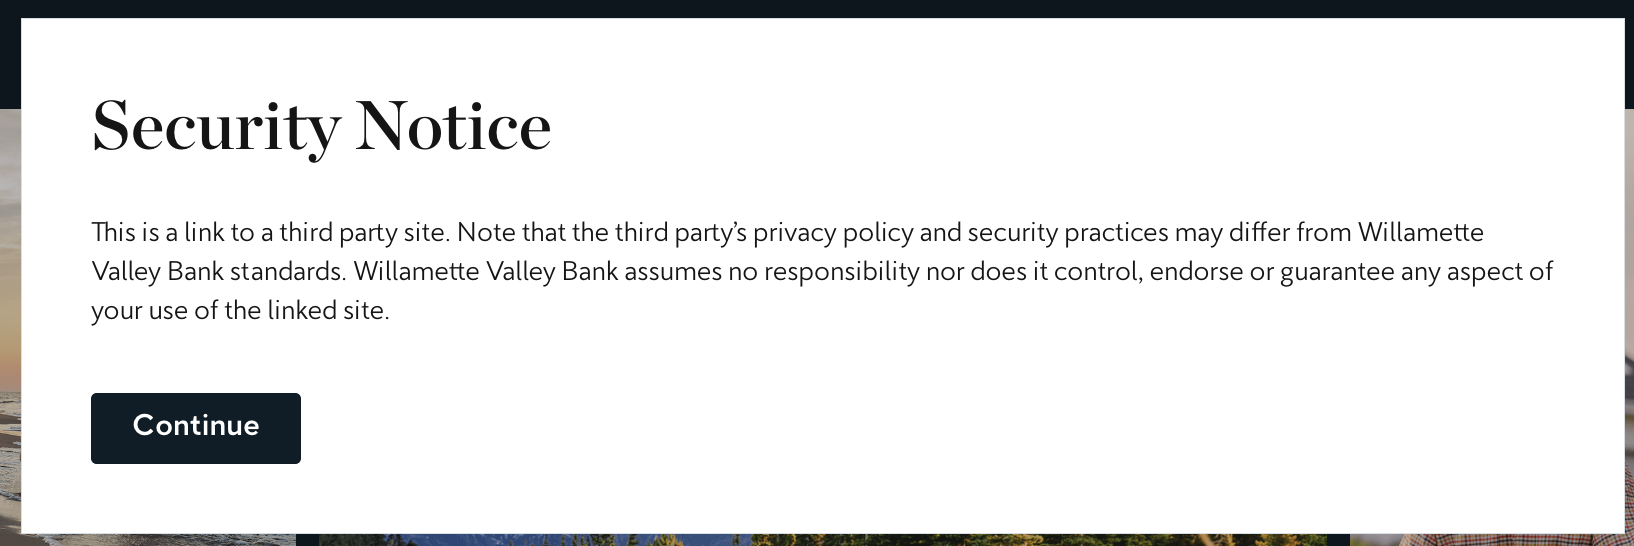 Security Notice
This is a link to a third party site. Note that the third party’s privacy policy and security practices may differ from Willamette
Valley Bank standards. Willamette Valley Bank assumes no responsibility nor does it control, endorse or guarantee any aspect of
your use of the linked site.
Continue